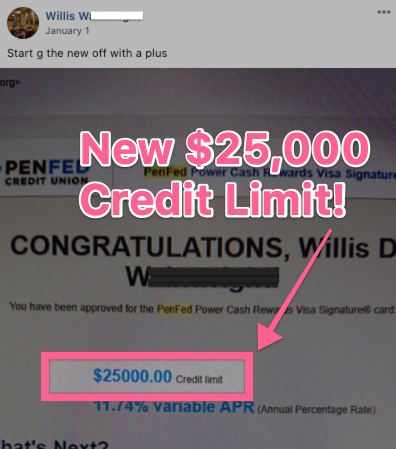 Willis W
January 1
Start g the new off with a plus
org>
New $25,000
Credit Limit!
PENFED
CREDIT UNION
PenFed Power Cash Rewards Visa Signature
CONGRATULATIONS, Willis D
W
You have been approved for the PenFed Power Cash Rewards Visa Signature® card
$25000.00 Credit limit
11.74% variable APR (Annual Percentage Rate)
hat's Next?